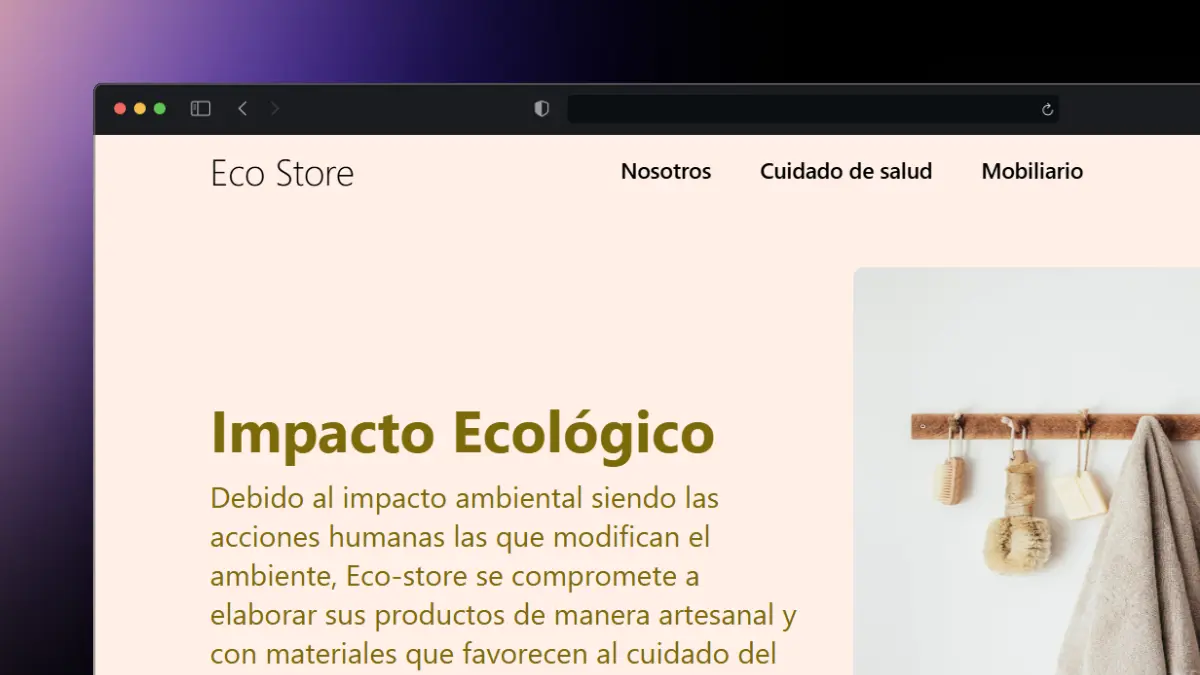 Eco Store
Nosotros Cuidado de salud Mobiliario
Impacto Ecológico
Debido al impacto ambiental siendo las
acciones humanas las que modifican el
ambiente, Eco-store se compromete a
elaborar sus productos de manera artesanal y
con materiales que favorecen al cuidado del